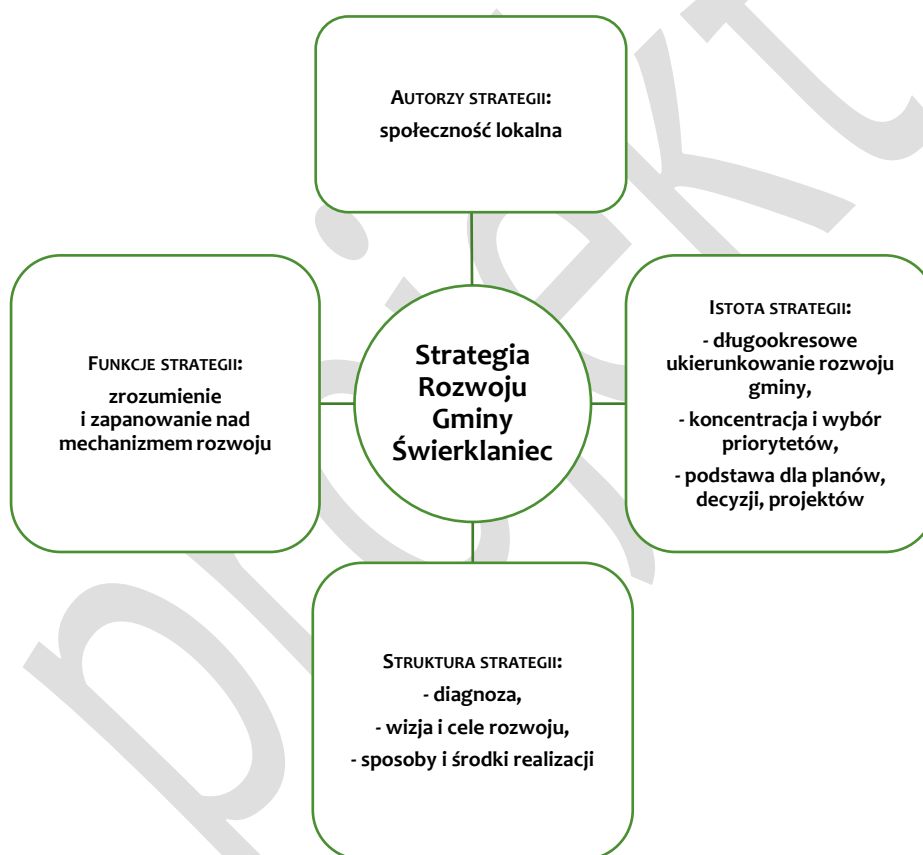 AUTORZY STRATEGII:
społeczność lokalna
FUNKCJE STRATEGII:
zrozumienie
i zapanowanie nad
mechanizmem rozwoju
Strategia
Rozwoju
Gminy
Świerklaniec
ISTOTA STRATEGII:
- długookresowe
ukierunkowanie rozwoju
gminy,
- koncentracja i wybór
priorytetów,
- podstawa dla planów,
decyzji, projektów
STRUKTURA STRATEGII:
- diagnoza,
- wizja i cele rozwoju,
- sposoby i środki realizacji
projekt